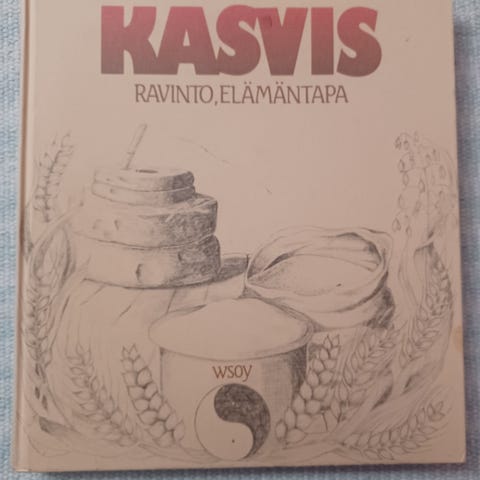 KASVIS
RAVINTO, ELÄMÄNTAPA
WSOY